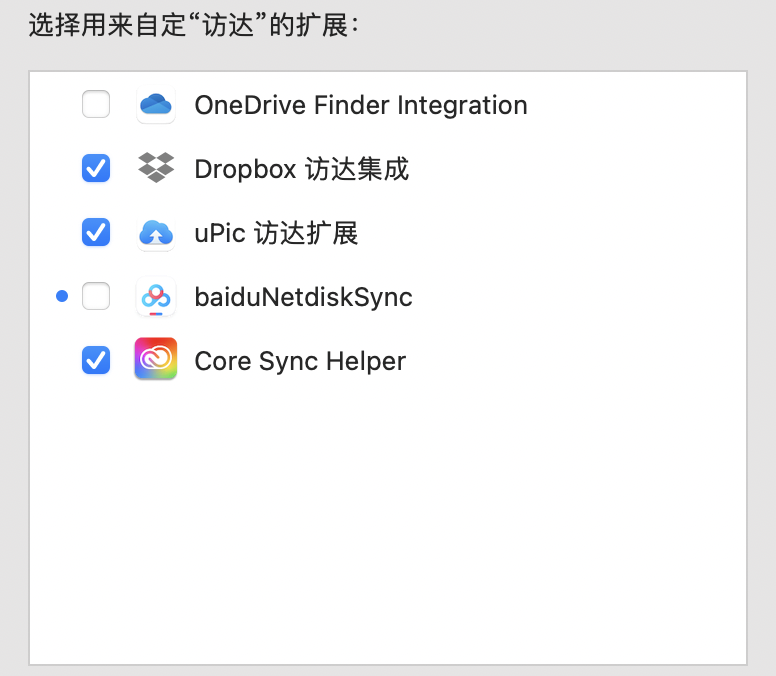 选择用来自定“访达”的扩展：
OneDrive Finder Integration
Dropbox 访达集成
uPic 访达扩展
baiduNetdiskSync
Core Sync Helper